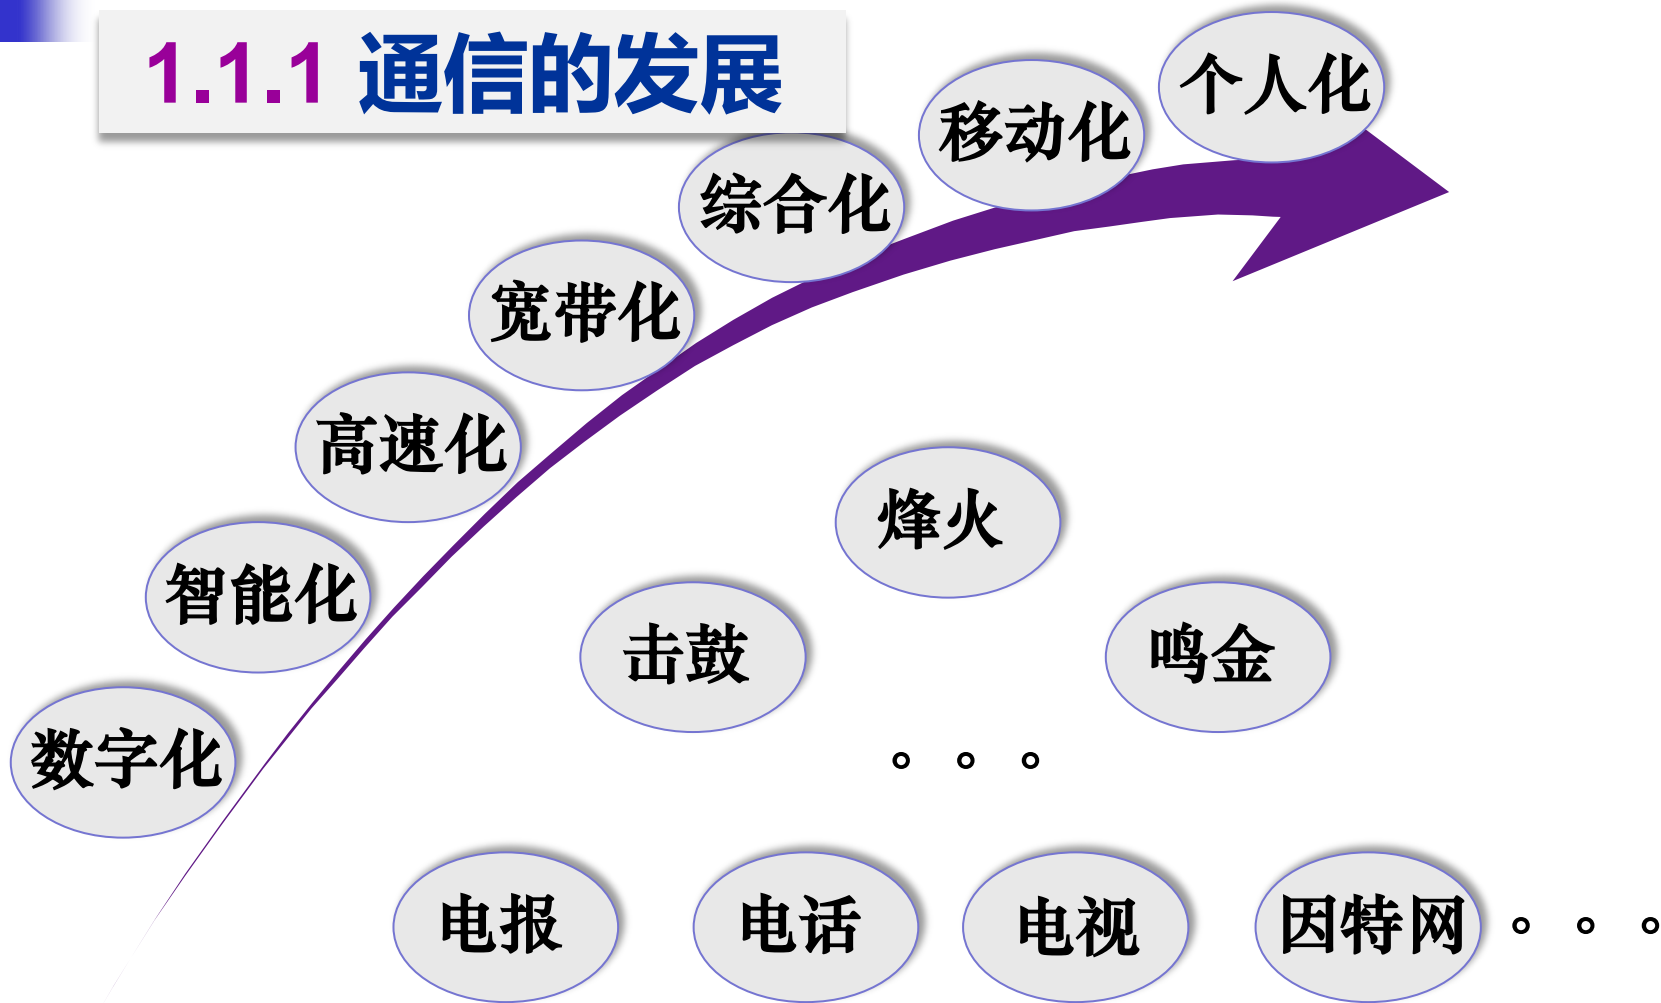 1.1.1 通信的发展
个人化
移动化
综合化
宽带化
高速化
智能化
数字化
烽火
击鼓
鸣金
。。。
电报
电话
电视
因特网 。。。